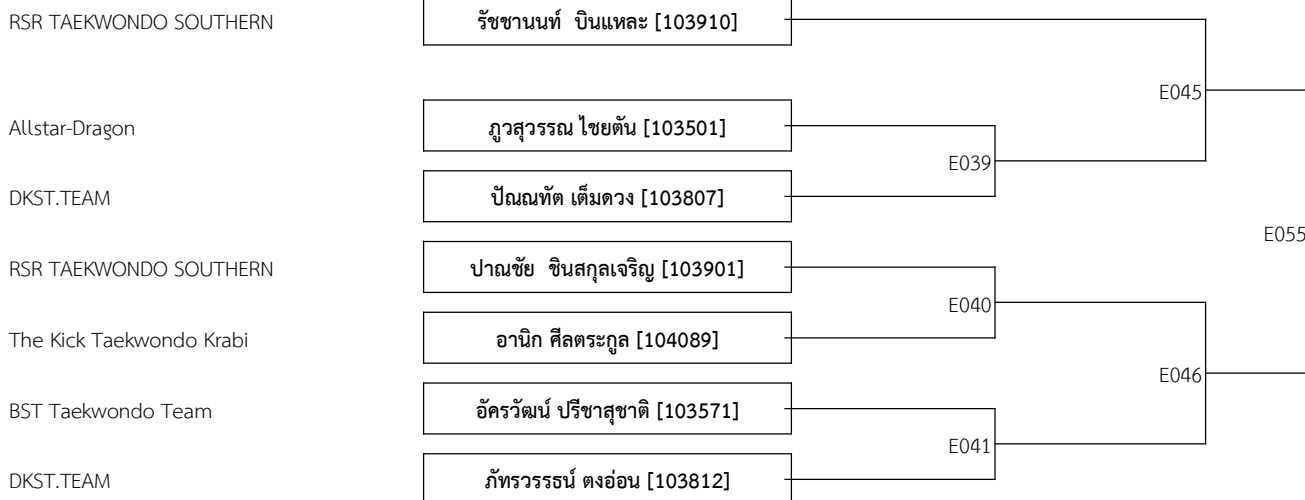 RSR TAEKWONDO SOUTHERN
รัชชานนท์  บินแหละ [103910]
E045
Allstar-Dragon
ภูวสุวรรณ ไชยตัน [103501]
E039
DKST.TEAM
ปัณณทัต เต็มดวง [103807]
E055
RSR TAEKWONDO SOUTHERN
ปาณชัย  ชินสกุลเจริญ [103901]
E040
The Kick Taekwondo Krabi
อานิก ศีลตระกูล [104089]
E046
BST Taekwondo Team
อัครวัฒน์ ปรีชาสุชาติ [103571]
E041
DKST.TEAM
ภัทรวรรธน์ ตงอ่อน [103812]